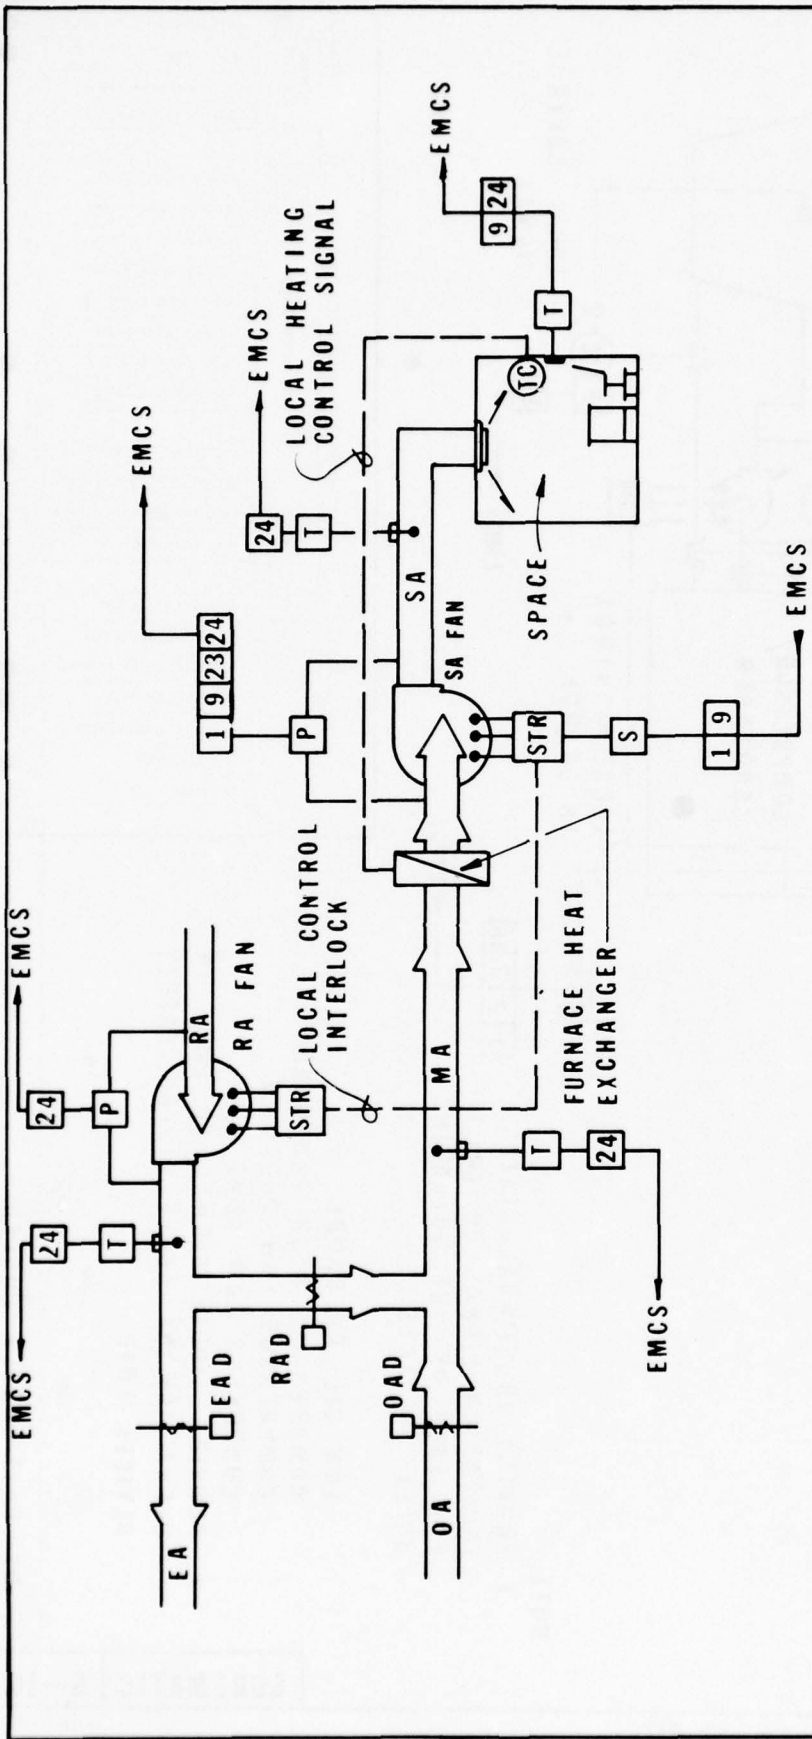 EMCS
24
T
EA
EAD
RAD
OAD
OA
EMCS
24
P
RA
RA FAN
STR
LOCAL CONTROL
INTERLOCK
MA
T
24
EMCS
FURNACE HEAT
EXCHANGER
EMCS
1 9 23 24
P
SA FAN
SA
STR
S
1 9
EMCS
EMCS
24
T
LOCAL HEATING
CONTROL SIGNAL
TC
SPACE
EMCS
9 24
T